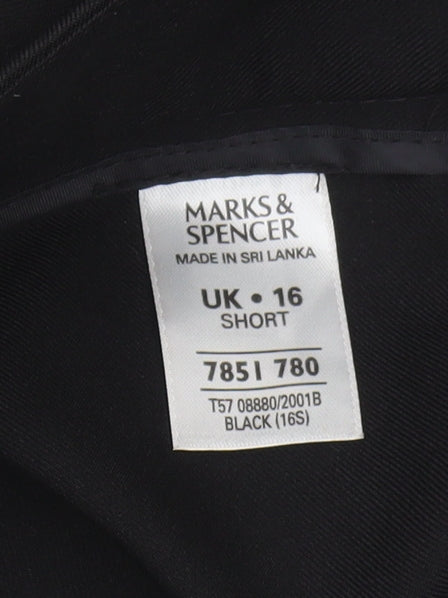 MARKS &
SPENCER
MADE IN SRI LANKA
UK • 16
SHORT
7851 780
T57 08880/2001B
BLACK (16S)